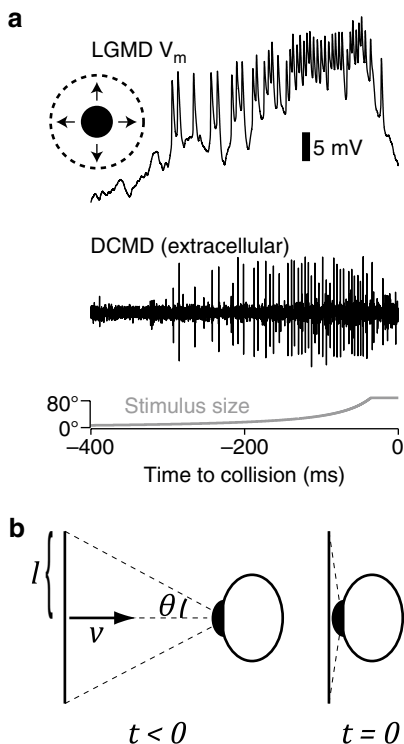 a
LGMD Vm
5 mV
DCMD (extracellular)
80°
0°
Stimulus size
−400
−200
0
Time to collision (ms)
b
l
θ
v
t < 0
t = 0